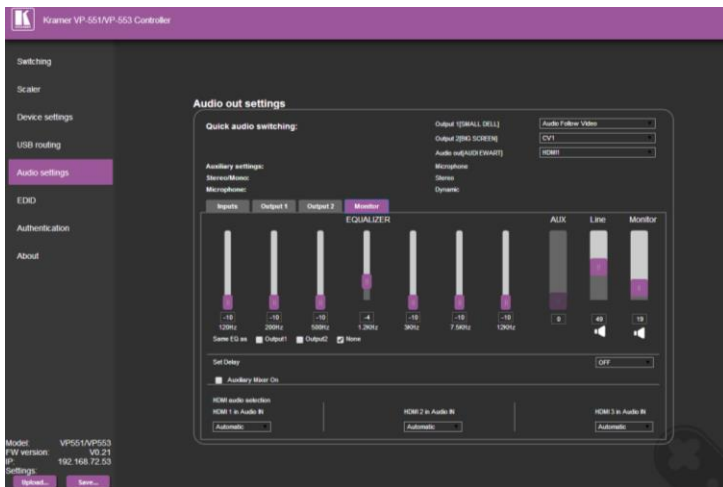 Kramer VP-551/VP-553 Controller
Switching
Scaler
Device settings
USB routing
Audio settings
EDID
Authentication
About
Audio out settings
Quick audio switching:
Output 1[SMALL DELL]
Audio Follow Video
Output 2[BIG SCREEN]
CV1
Audio out[AUDI EWART]
HDMI1
Auxiliary settings:
Microphone
Stereo/Mono:
Stereo
Microphone:
Dynamic
Inputs Output 1 Output 2 Monitor
EQUALIZER AUX Line Monitor
-10 -10 -10 -4 -10 -10 -10 0 49 19
120Hz 200Hz 500Hz 1.2KHz 3KHz 7.5KHz 12KHz
Same EG as Output1 Output2 None
Set Delay OFF
Auxiliary Mixer On
HDMI audio selection
HDMI 1 in Audio IN HDMI 2 in Audio IN HDMI 3 in Audio IN
Automatic Automatic Automatic
Model: VP551/VP553
FW version: V0.21
IP: 192.168.72.53
Settings:
Upload... Save...